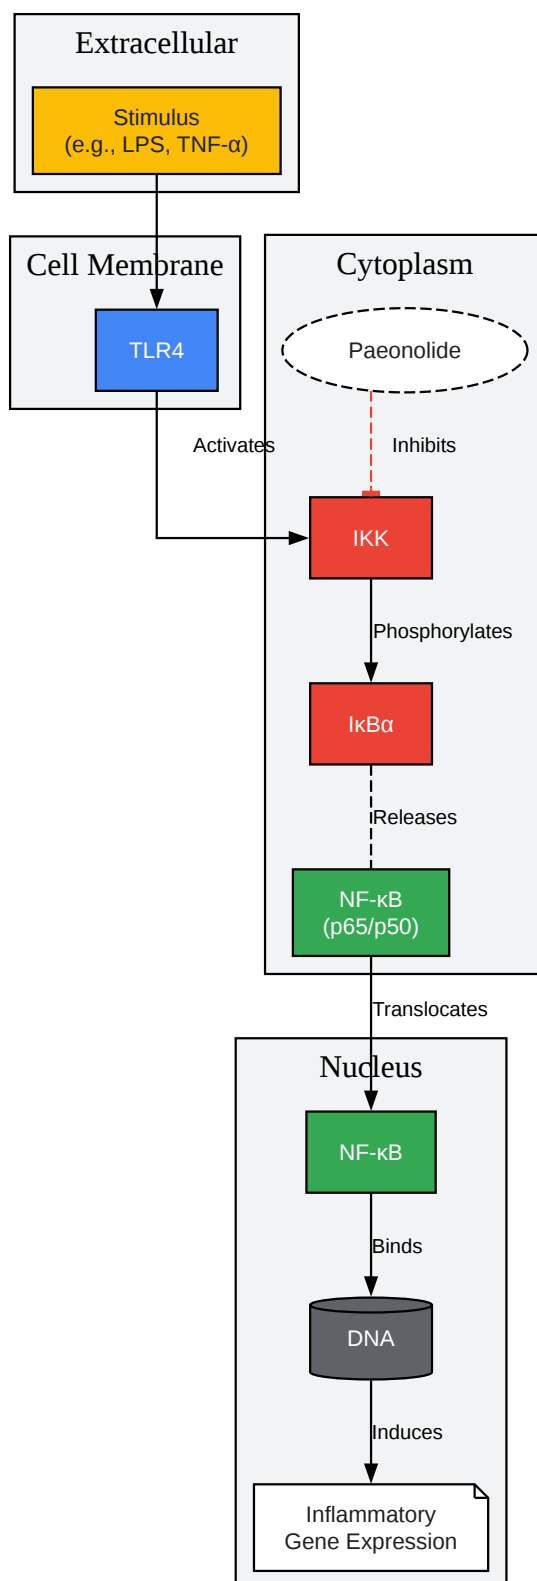 Extracellular
Stimulus
(e.g., LPS, TNF-α)
Cell Membrane
TLR4
Activates
Cytoplasm
Paeonolide
Inhibits
IKK
Phosphorylates
IκBα
Releases
NF-κB
(p65/p50)
Translocates
Nucleus
NF-κB
Binds
DNA
Induces
Inflammatory
Gene Expression